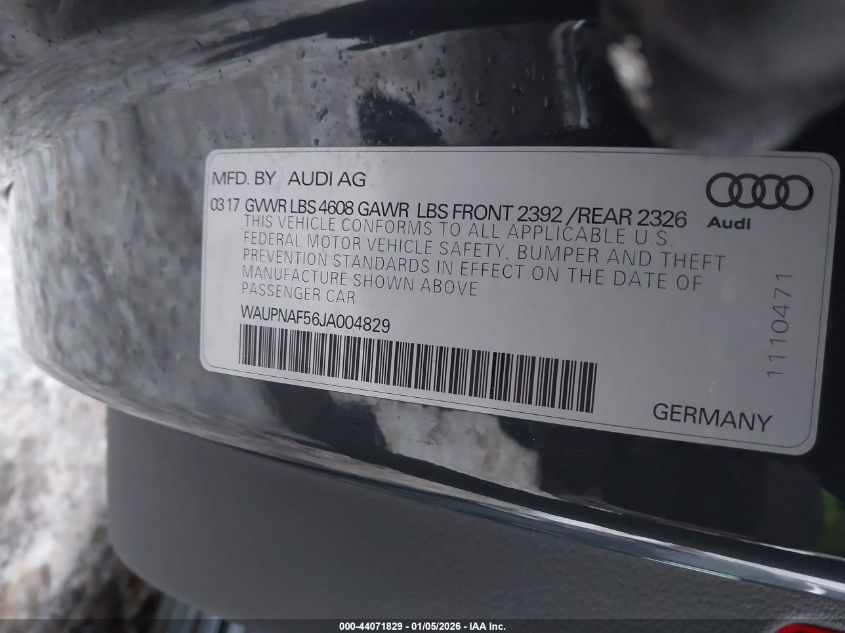 MFD. BY AUDI AG
0317 GVWR LBS 4608 GAWR LBS FRONT 2392 /REAR 2326
Audi
THIS VEHICLE CONFORMS TO ALL APPLICABLE U.S.
FEDERAL MOTOR VEHICLE SAFETY, BUMPER AND THEFT
PREVENTION STANDARDS IN EFFECT ON THE DATE OF
MANUFACTURE SHOWN ABOVE
PASSENGER CAR
WAUPNAF56JA004829
1110471
GERMANY
000-44071829 - 01/05/2026 - IAA Inc.